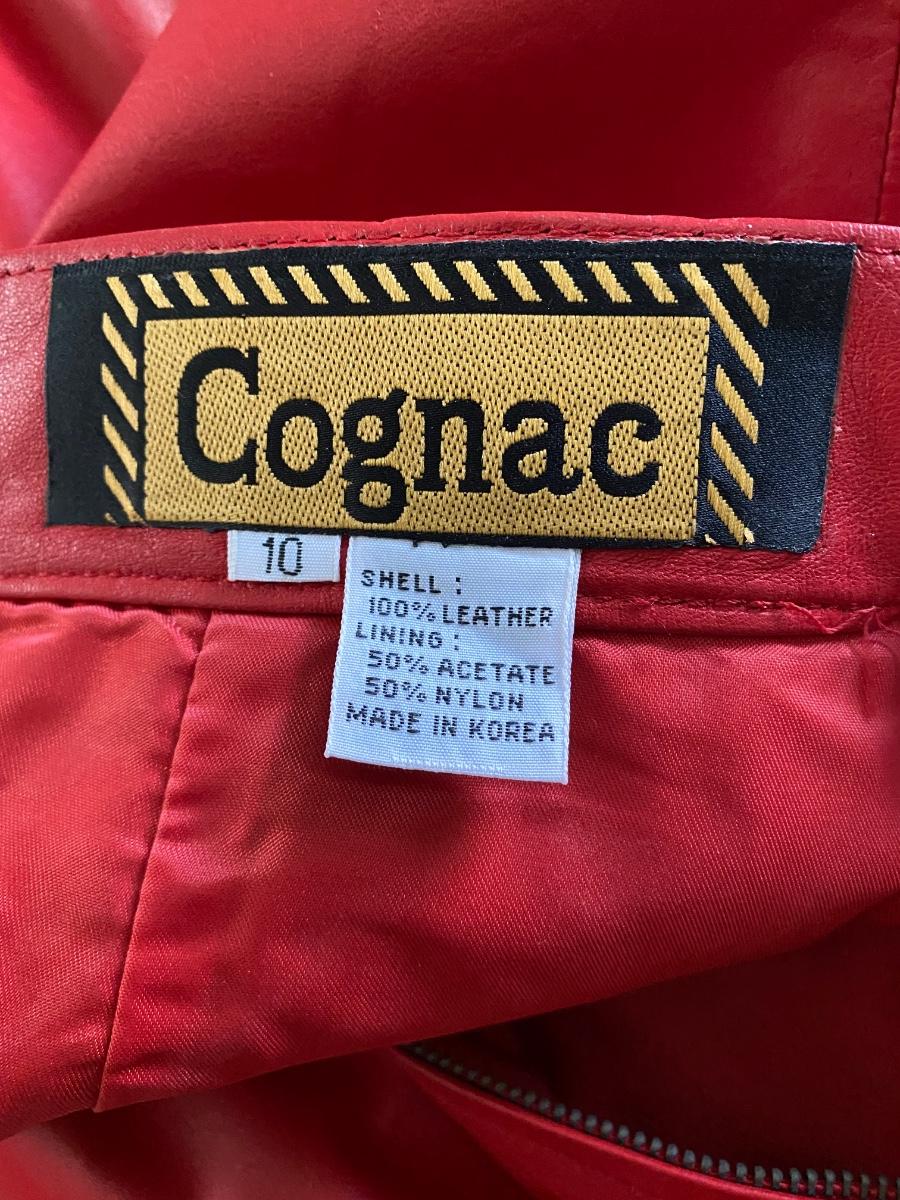 Cognac
10
SHELL :
100% LEATHER
LINING :
50% ACETATE
50% NYLON
MADE IN KOREA